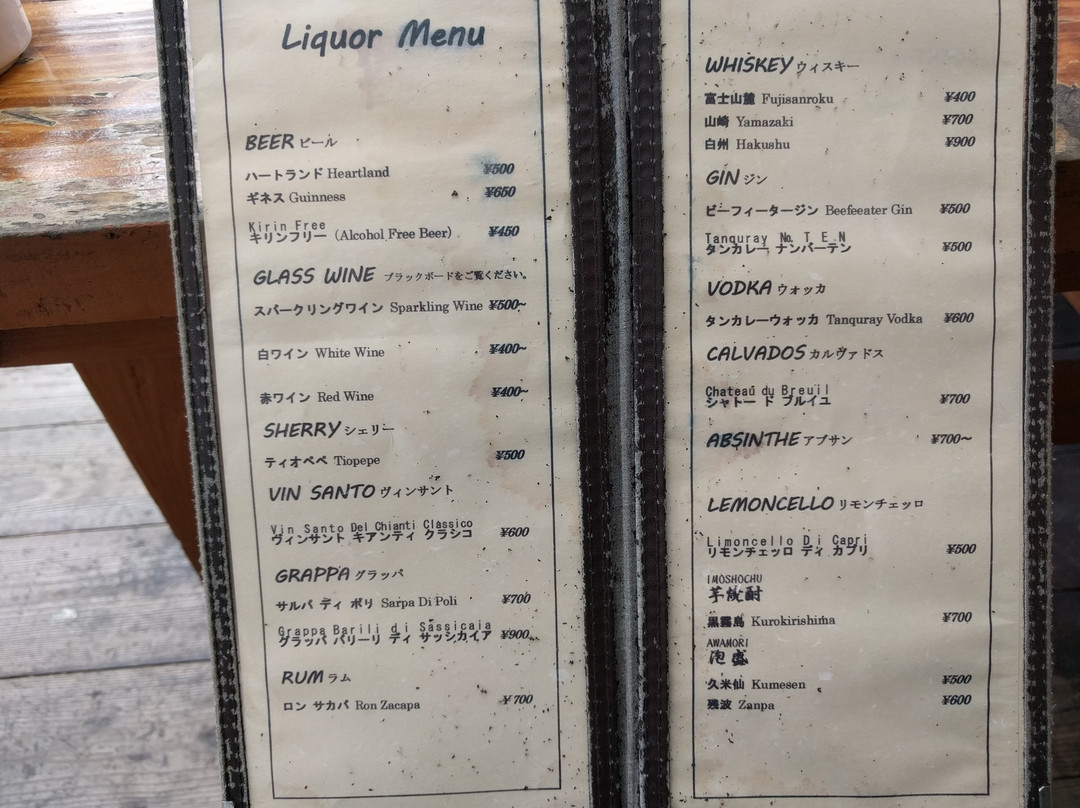 Liquor Menu
BEER ビール
ハートランド Heartland ¥500
ギネス Guinness ¥650
Kirin Free
キリンフリー (Alcohol Free Beer) ¥450
GLASS WINE ブラックボードをご覧ください。
スパークリングワイン Sparkling Wine ¥500~
白ワイン White Wine ¥400~
赤ワイン Red Wine ¥400~
SHERRY シェリー
ティオペペ Tiopepe ¥500
VIN SANTO ヴィンサント
Vin Santo Del Chianti Classico
ヴィンサント キアンティ クラシコ ¥600
GRAPPA グラッパ
サルパ ディ ポリ Sarpa Di Poli ¥700
Grappa Barili di Sassicaia
グラッパ バリーリ ディ サッシカイア ¥900
RUM ラム
ロン サカパ Ron Zacapa ¥700
WHISKEY ウィスキー
富士山麓 Fujisanroku ¥400
山崎 Yamazaki ¥700
白州 Hakushu ¥900
GIN ジン
ビーフィータージン Beefeeater Gin ¥500
Tanquray No. T E N
タンカレー ナンバーテン ¥500
VODKA ウォッカ
タンカレーウォッカ Tanquray Vodka ¥600
CALVADOS カルヴァドス
Chateau du Breuil
シャトー ド ブルイユ ¥700
ABSINTHE アブサン ¥700~
LEMONCELLO リモンチェッロ
Limoncello Di Capri
リモンチェッロ ディ カプリ ¥500
IMOSHOCHU
芋焼酎
黒霧島 Kurokirishima ¥700
AWAMORI
泡盛
久米仙 Kumesen ¥500
残波 Zanpa ¥600